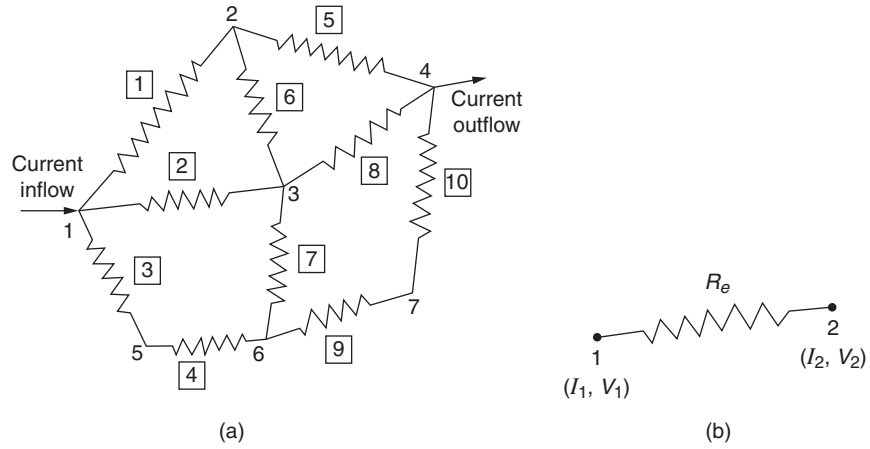 2
5
4
1
6
Current
outflow
8
Current
inflow
2
10
3
1
7
3
R_e
7
5
6
9
4
1
2
(I_1, V_1)
(I_2, V_2)
(a)
(b)